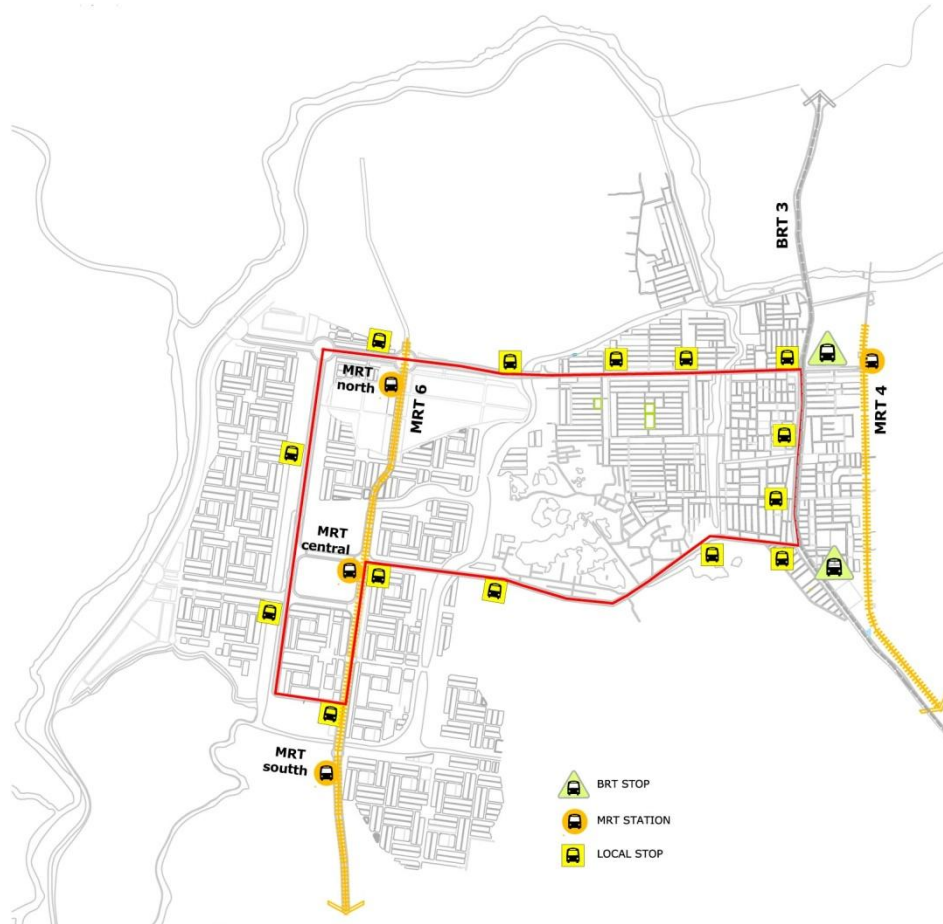 BRT 3
MRT
north
MRT 6
MRT 4
MRT
central
MRT
soutth
BRT STOP
MRT STATION
LOCAL STOP